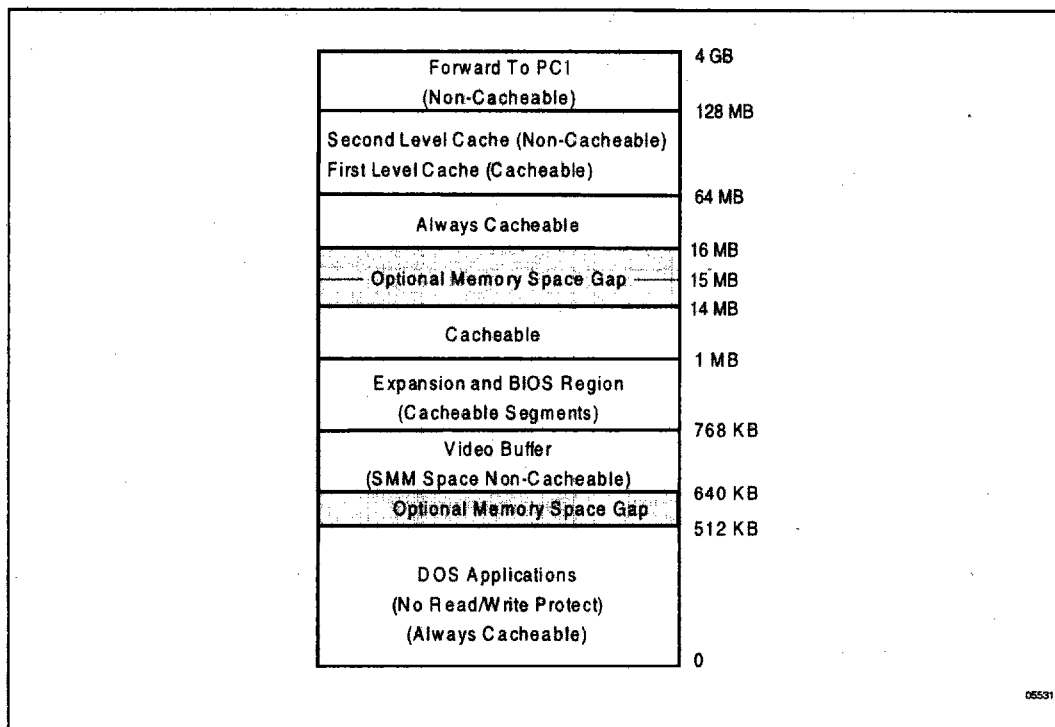 4 GB
Forward To PC1
(Non-Cacheable)
128 MB
Second Level Cache (Non-Cacheable)
First Level Cache (Cacheable)
64 MB
Always Cacheable
16 MB
Optional Memory Space Gap
15 MB
14 MB
Cacheable
1 MB
Expansion and BIOS Region
(Cacheable Segments)
768 KB
Video Buffer
(SMM Space Non-Cacheable)
640 KB
Optional Memory Space Gap
512 KB
DOS Applications
(No Read/Write Protect)
(Always Cacheable)
0
05531